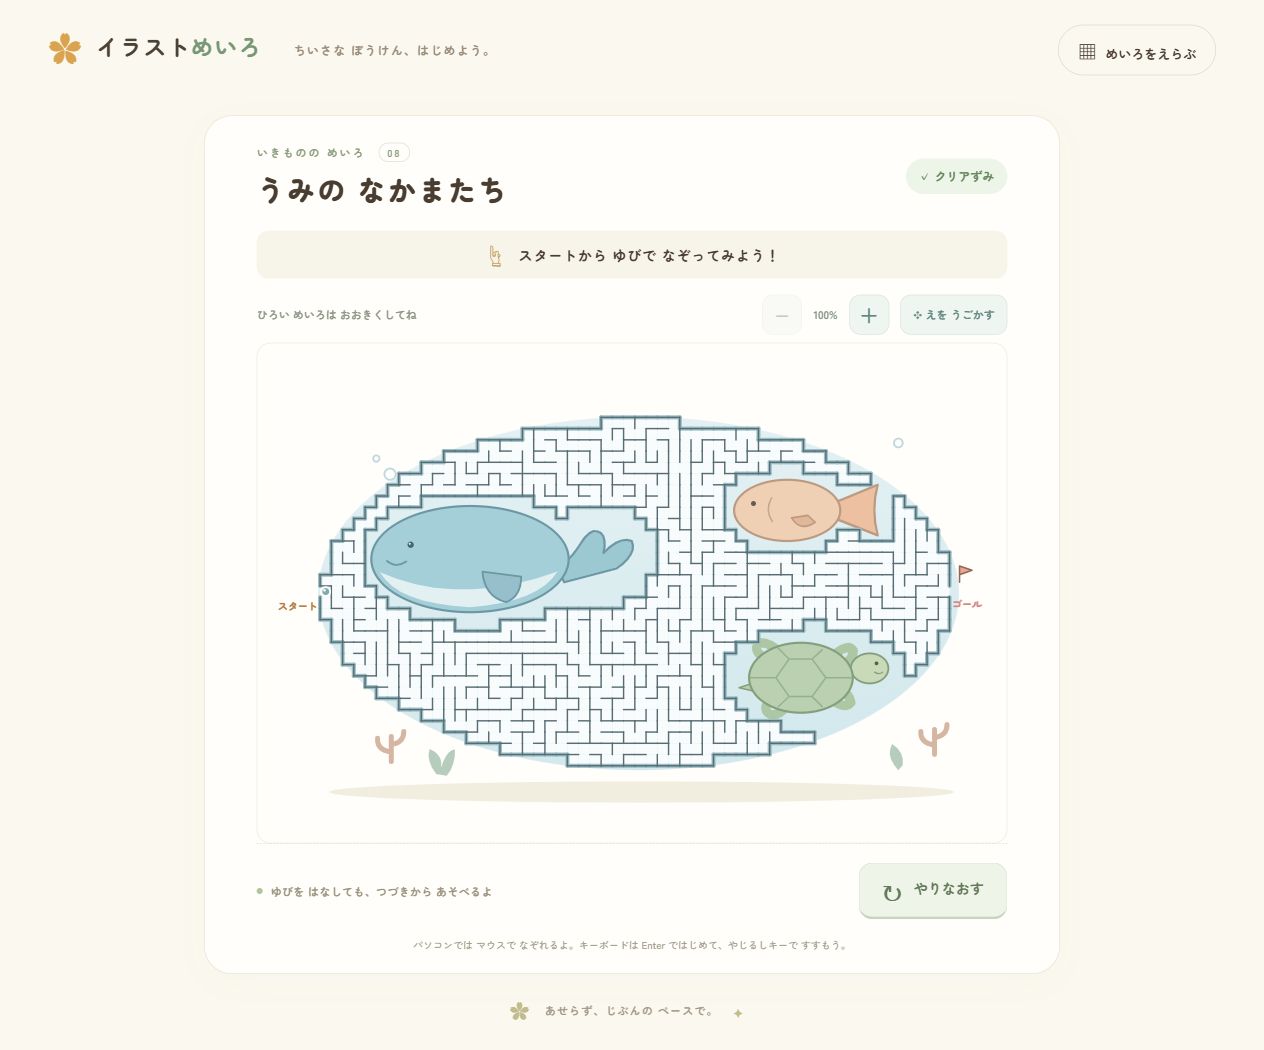 イラストめいろ
ちいさな ぼうけん、はじめよう。
めいろをえらぶ
いきものの めいろ 08
うみの なかまたち
✓ クリアずみ
スタートから ゆびで なぞってみよう！
ひろい めいろは おおきくしてね
− 100% +
えを うごかす
スタート
ゴール
ゆびを はなしても、つづきから あそべるよ
↻ やりなおす
パソコンでは マウスで なぞれるよ。キーボードは Enter ではじめて、やじるしキーで すすもう。
あせらず、じぶんの ペースで。